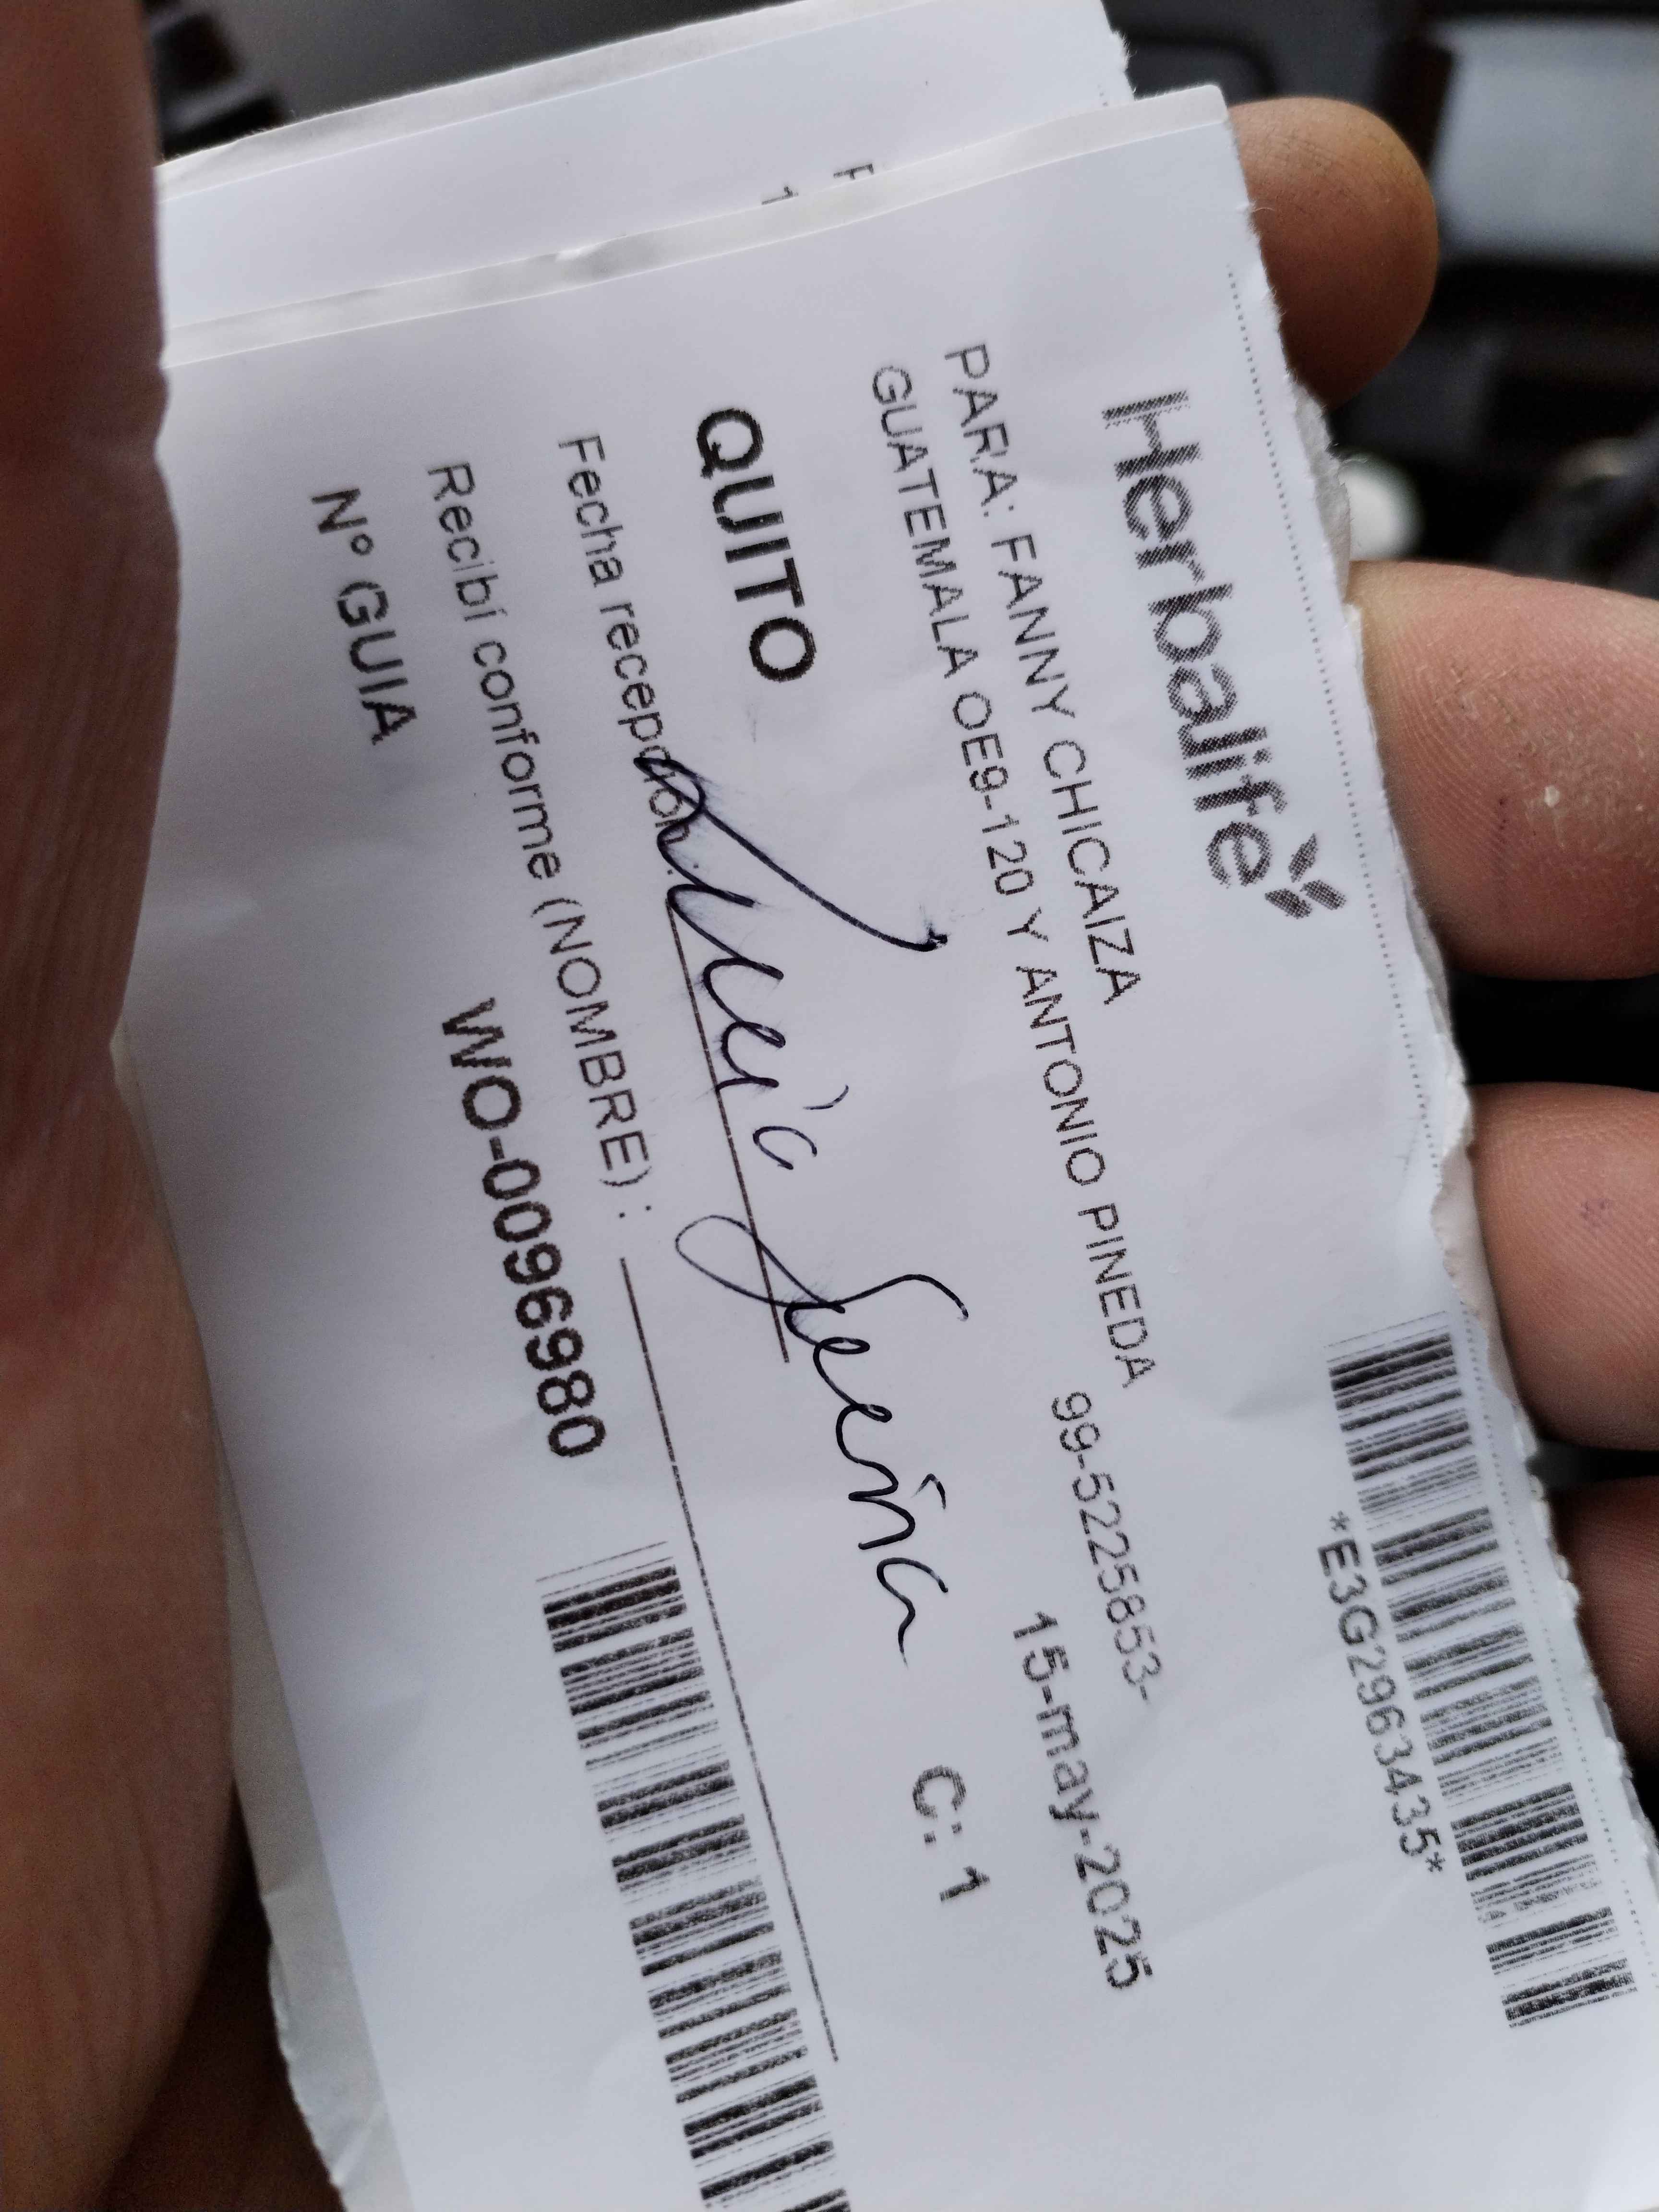 Herbalife
*E3G2963435*
PARA: FANNY CHICAIZA
GUATEMALA OE9-120 Y ANTONIO PINEDA 99-5225853-
15-may-2025
QUITO C: 1
Fecha recepción:
Recibí conforme (NOMBRE) :
Nº GUIA WO-0096980